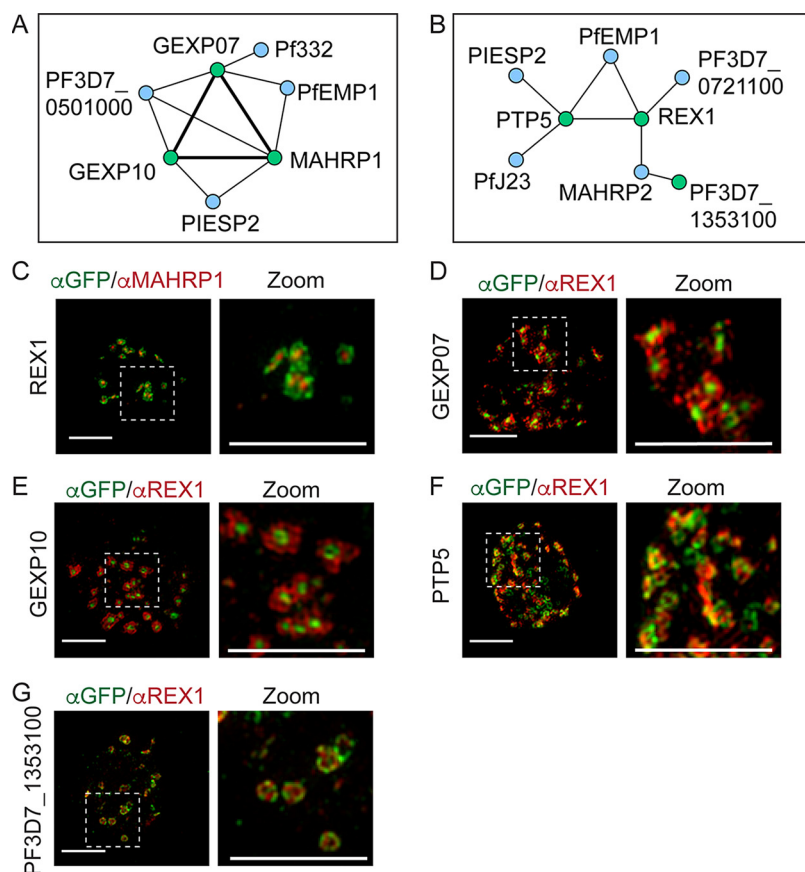 A
GEXP07
Pf332
PF3D7_
0501000
PfEMP1
GEXP10
MAHRP1
PIESP2
B
PfEMP1
PIESP2
PF3D7_
0721100
PTP5
REX1
PfJ23
MAHRP2
PF3D7_
1353100
C
αGFP/αMAHRP1
Zoom
REX1
D
αGFP/αREX1
Zoom
GEXP07
E
αGFP/αREX1
Zoom
GEXP10
F
αGFP/αREX1
Zoom
PTP5
G
αGFP/αREX1
Zoom
PF3D7_1353100